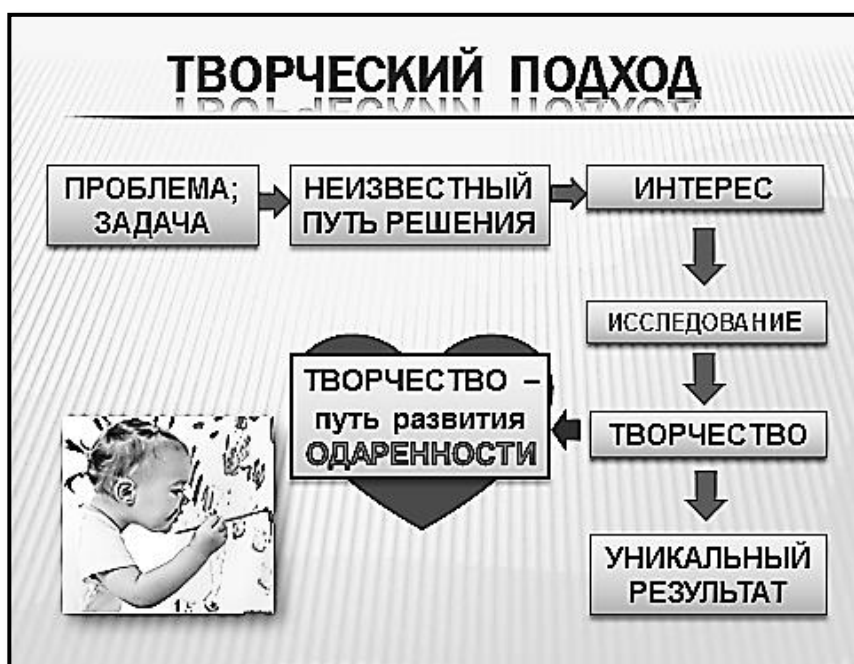 ТВОРЧЕСКИЙ ПОДХОД
ПРОБЛЕМА;
ЗАДАЧА
НЕИЗВЕСТНЫЙ
ПУТЬ РЕШЕНИЯ
ИНТЕРЕС
ИССЛЕДОВАНИЕ
ТВОРЧЕСТВО
УНИКАЛЬНЫЙ
РЕЗУЛЬТАТ
ТВОРЧЕСТВО –
путь развития
ОДАРЕННОСТИ